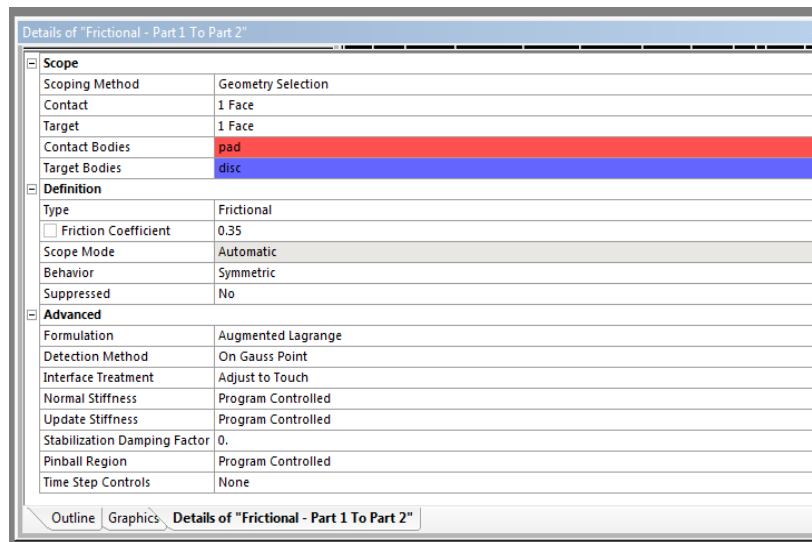 Details of "Frictional - Part 1 To Part 2"
Scope
Scoping Method Geometry Selection
Contact 1 Face
Target 1 Face
Contact Bodies pad
Target Bodies disc
Definition
Type Frictional
Friction Coefficient 0.35
Scope Mode Automatic
Behavior Symmetric
Suppressed No
Advanced
Formulation Augmented Lagrange
Detection Method On Gauss Point
Interface Treatment Adjust to Touch
Normal Stiffness Program Controlled
Update Stiffness Program Controlled
Stabilization Damping Factor 0.
Pinball Region Program Controlled
Time Step Controls None
Outline Graphics Details of "Frictional - Part 1 To Part 2"